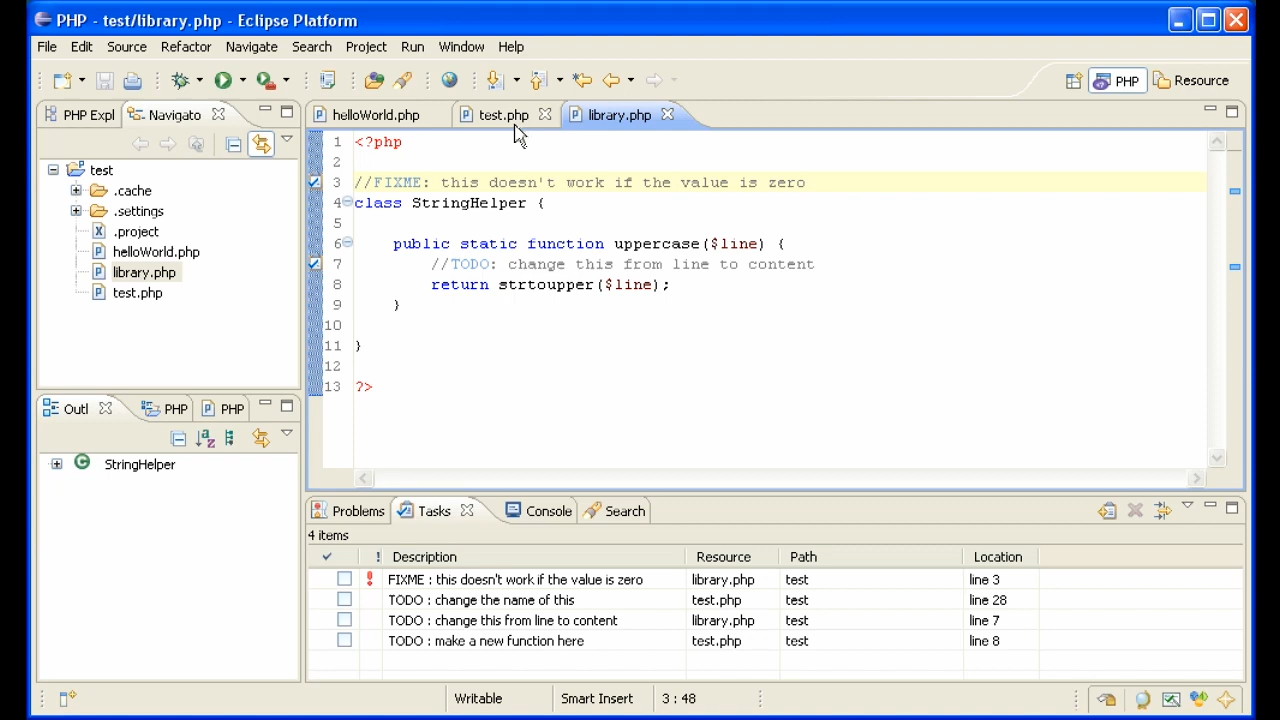 PHP - test/library.php - Eclipse Platform
File Edit Source Refactor Navigate Search Project Run Window Help
PHP Resource
PHP Expl Navigato
helloWorld.php test.php library.php
test
.cache
.settings
.project
helloWorld.php
library.php
test.php
1 <?php
2
3 //FIXME: this doesn't work if the value is zero
4 class StringHelper {
5
6 public static function uppercase($line) {
7 //TODO: change this from line to content
8 return strtoupper($line);
9 }
10
11 }
12
13 ?>
Outl PHP PHP
StringHelper
Problems Tasks Console Search
4 items
! Description Resource Path Location
! FIXME : this doesn't work if the value is zero library.php test line 3
TODO : change the name of this test.php test line 28
TODO : change this from line to content library.php test line 7
TODO : make a new function here test.php test line 8
Writable Smart Insert 3 : 48